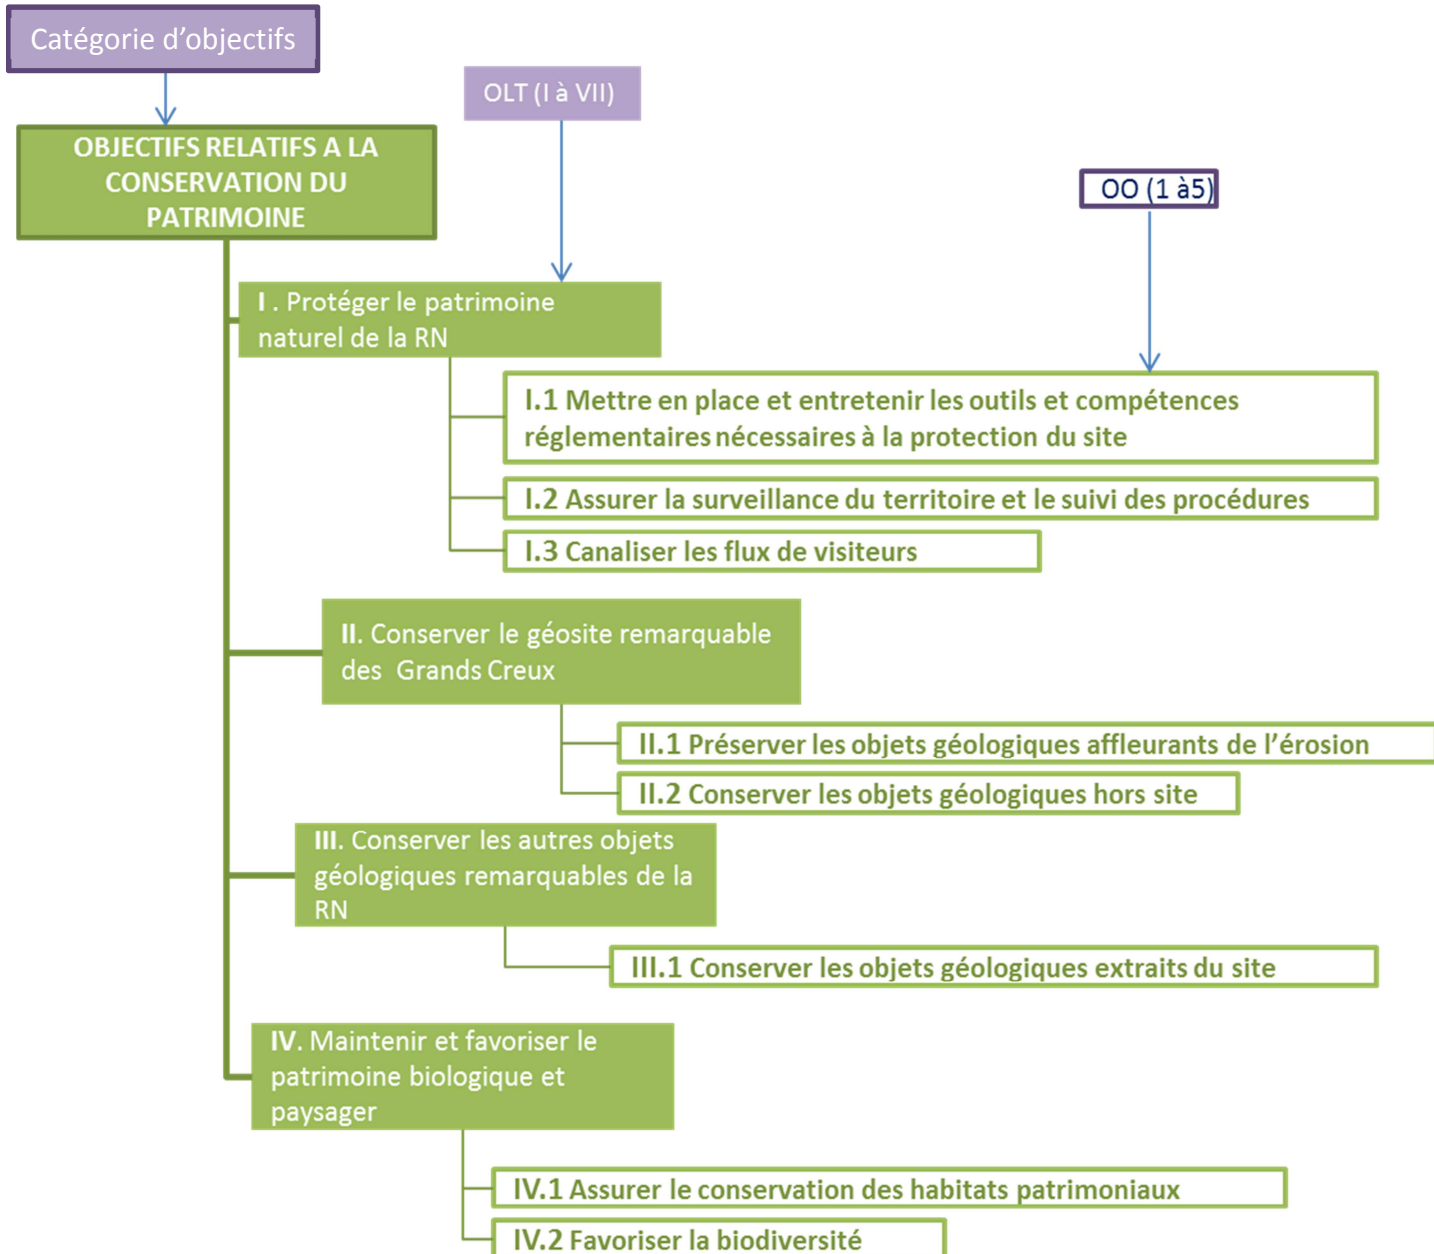 Catégorie d'objectifs
OLT (I à VII)
OBJECTIFS RELATIFS A LA
CONSERVATION DU
PATRIMOINE
OO (1 à5)
I . Protéger le patrimoine
naturel de la RN
I.1 Mettre en place et entretenir les outils et compétences
réglementaires nécessaires à la protection du site
I.2 Assurer la surveillance du territoire et le suivi des procédures
I.3 Canaliser les flux de visiteurs
II. Conserver le géosite remarquable
des Grands Creux
II.1 Préserver les objets géologiques affleurants de l'érosion
II.2 Conserver les objets géologiques hors site
III. Conserver les autres objets
géologiques remarquables de la
RN
III.1 Conserver les objets géologiques extraits du site
IV. Maintenir et favoriser le
patrimoine biologique et
paysager
IV.1 Assurer le conservation des habitats patrimoniaux
IV.2 Favoriser la biodiversité